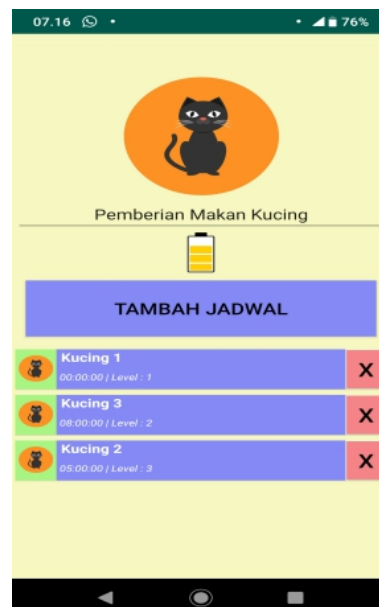 07.16 76%
Pemberian Makan Kucing
TAMBAH JADWAL
Kucing 1
00:00:00 | Level : 1
X
Kucing 3
08:00:00 | Level : 2
X
Kucing 2
05:00:00 | Level : 3
X